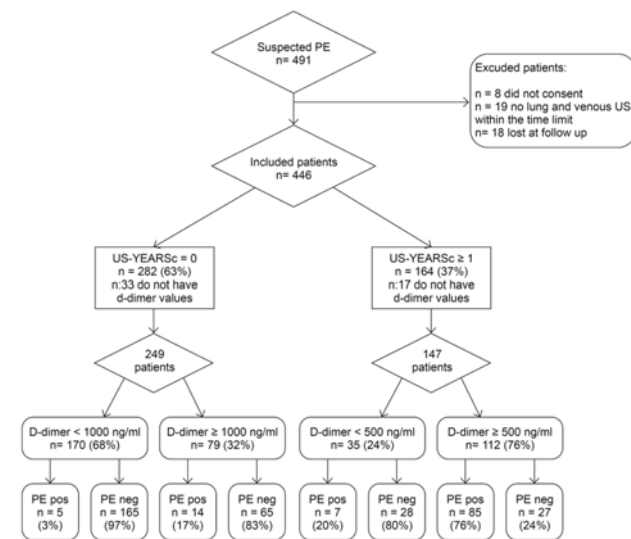 Suspected PE
n= 491
Excuded patients:
n = 8 did not consent
n = 19 no lung and venous US
within the time limit
n= 18 lost at follow up
Included patients
n= 446
US-YEARSc = 0
n = 282 (63%)
n:33 do not have
d-dimer values
US-YEARSc ≥ 1
n = 164 (37%)
n:17 do not have
d-dimer values
249
patients
147
patients
D-dimer < 1000 ng/ml
n= 170 (68%)
D-dimer ≥ 1000 ng/ml
n= 79 (32%)
D-dimer < 500 ng/ml
n= 35 (24%)
D-dimer ≥ 500 ng/ml
n= 112 (76%)
PE pos
n = 5
(3%)
PE neg
n = 165
(97%)
PE pos
n = 14
(17%)
PE neg
n = 65
(83%)
PE pos
n = 7
(20%)
PE neg
n = 28
(80%)
PE pos
n = 85
(76%)
PE neg
n = 27
(24%)